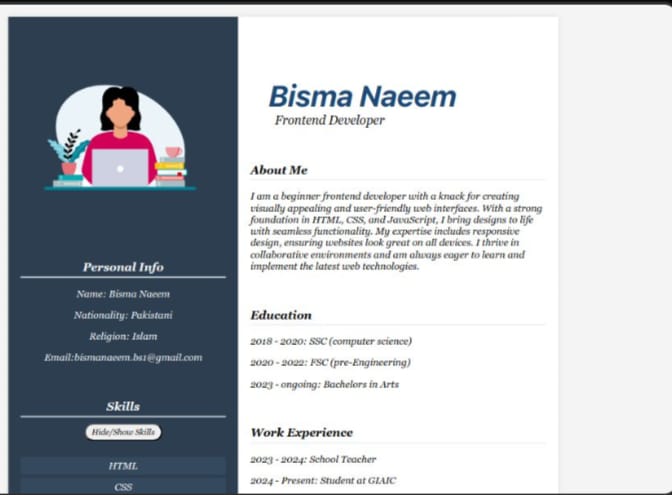 Personal Info
Name: Bisma Naeem
Nationality: Pakistani
Religion: Islam
Email:bismanaeem.bs1@gmail.com
Skills
Hide/Show Skills
HTML
CSS
Bisma Naeem
Frontend Developer
About Me
I am a beginner frontend developer with a knack for creating
visually appealing and user-friendly web interfaces. With a strong
foundation in HTML, CSS, and JavaScript, I bring designs to life
with seamless functionality. My expertise includes responsive
design, ensuring websites look great on all devices. I thrive in
collaborative environments and am always eager to learn and
implement the latest web technologies.
Education
2018 - 2020: SSC (computer science)
2020 - 2022: FSC (pre-Engineering)
2023 - ongoing: Bachelors in Arts
Work Experience
2023 - 2024: School Teacher
2024 - Present: Student at GIAIC